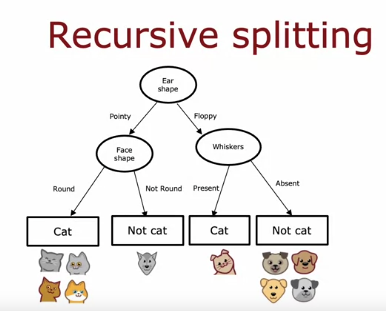 Recursive splitting
Ear
shape
Pointy
Floppy
Face
shape
Whiskers
Round
Not Round
Present
Absent
Cat
Not cat
Cat
Not cat